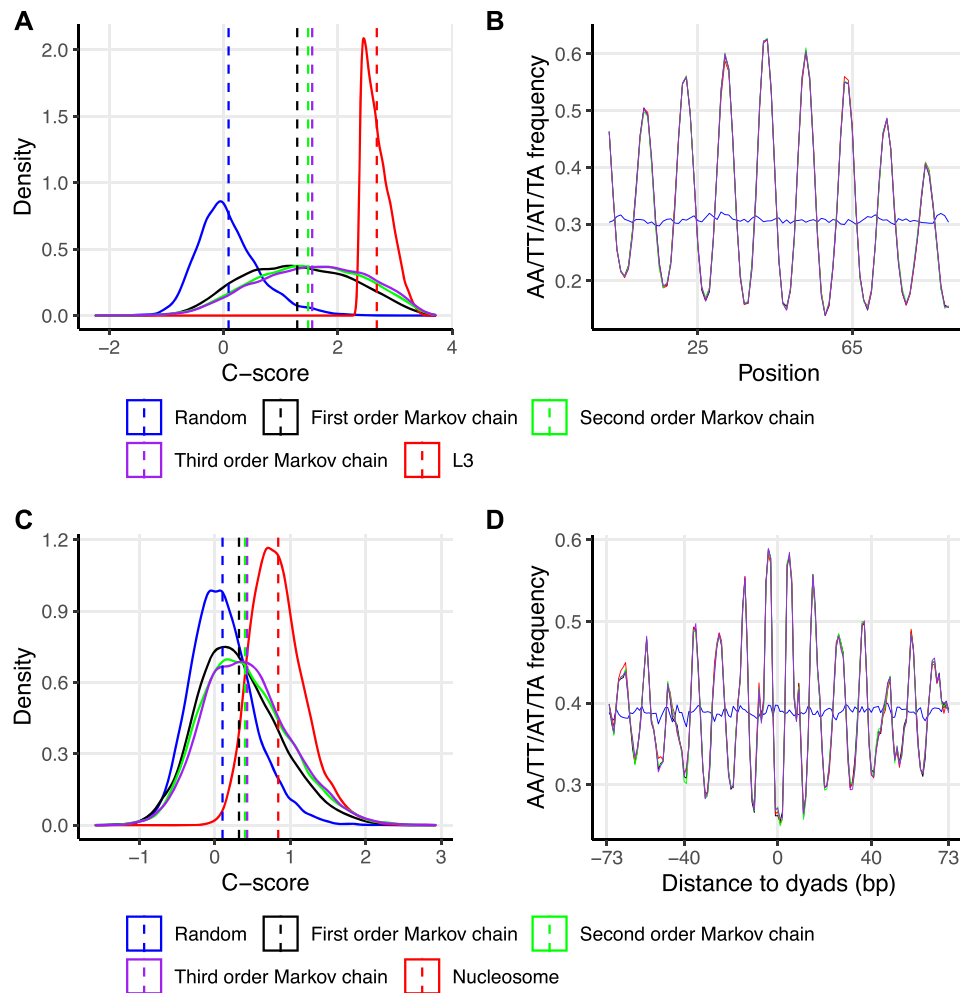 A
Density
2.0
1.5
1.0
0.5
0.0
−2
0
2
4
C−score
B
AA/TT/AT/TA frequency
0.6
0.5
0.4
0.3
0.2
25
65
Position
Random
First order Markov chain
Second order Markov chain
Third order Markov chain
L3
C
Density
1.2
0.9
0.6
0.3
0.0
−1
0
1
2
3
C−score
D
AA/TT/AT/TA frequency
0.6
0.5
0.4
0.3
−73
−40
0
40
73
Distance to dyads (bp)
Random
First order Markov chain
Second order Markov chain
Third order Markov chain
Nucleosome